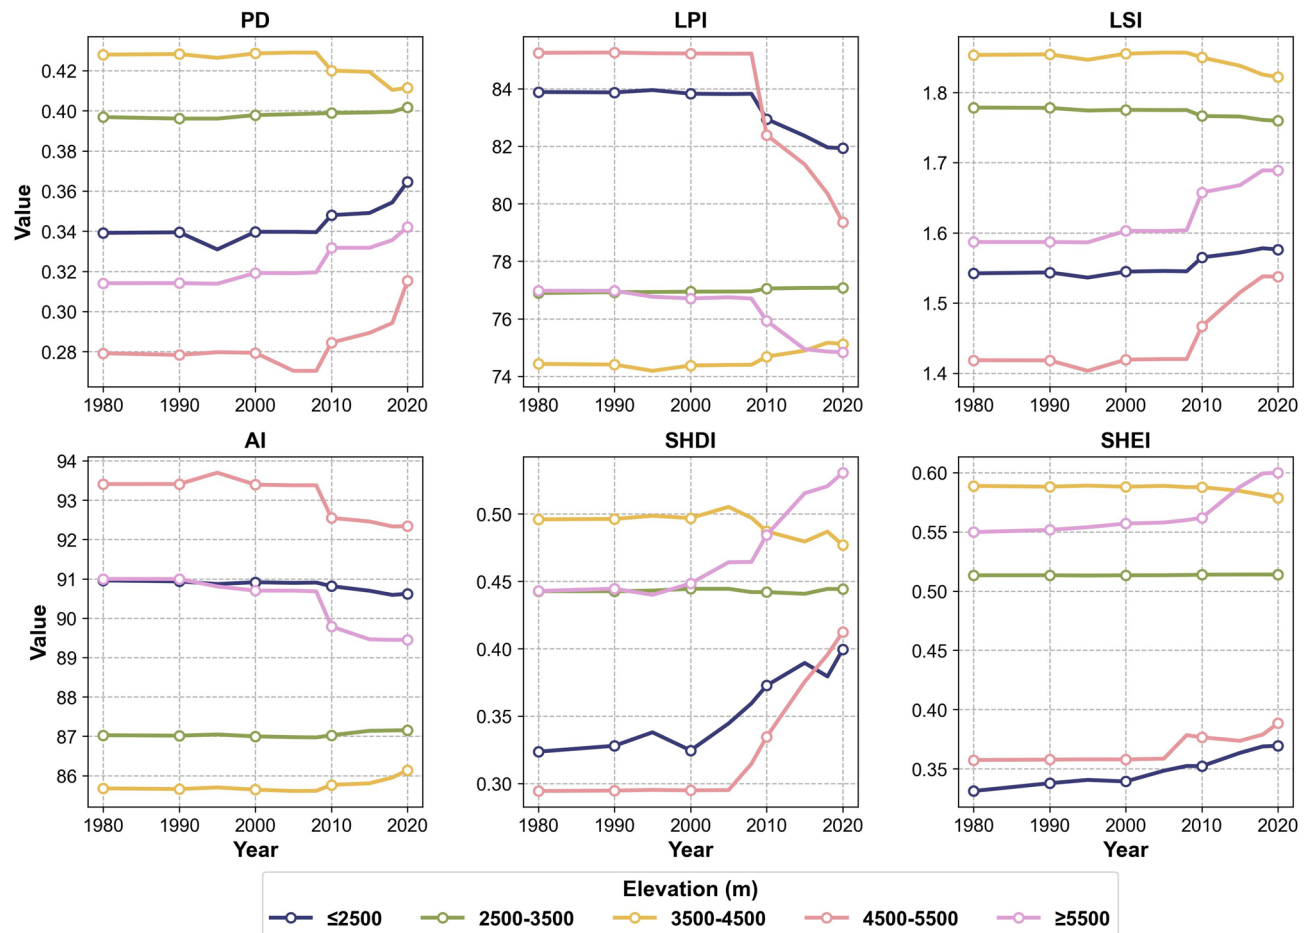 PD
LPI
LSI
0.42
0.40
0.38
0.36
0.34
0.32
0.30
0.28
Value
1980 1990 2000 2010 2020
84
82
80
78
76
74
1980 1990 2000 2010 2020
1.8
1.7
1.6
1.5
1.4
1980 1990 2000 2010 2020
AI
SHDI
SHEI
94
93
92
91
90
89
88
87
86
Value
1980 1990 2000 2010 2020
Year
0.50
0.45
0.40
0.35
0.30
1980 1990 2000 2010 2020
Year
0.60
0.55
0.50
0.45
0.40
0.35
1980 1990 2000 2010 2020
Year
Elevation (m)
≤2500 2500-3500 3500-4500 4500-5500 ≥5500